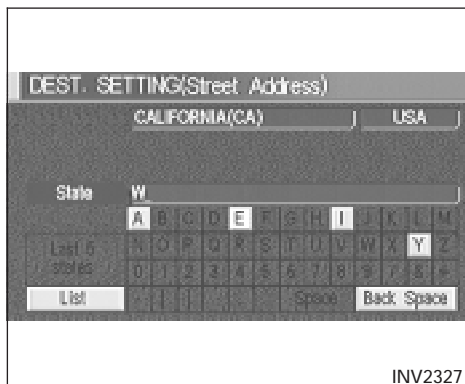 DEST. SETTING(Street Address)
CALIFORNIA(CA) USA
State W
A B C D E F G H I J K L M
Last 5 N O P Q R S T U V W X Y Z
states 0 1 2 3 4 5 6 7 8 9 / &
List - Space Back Space
INV2327